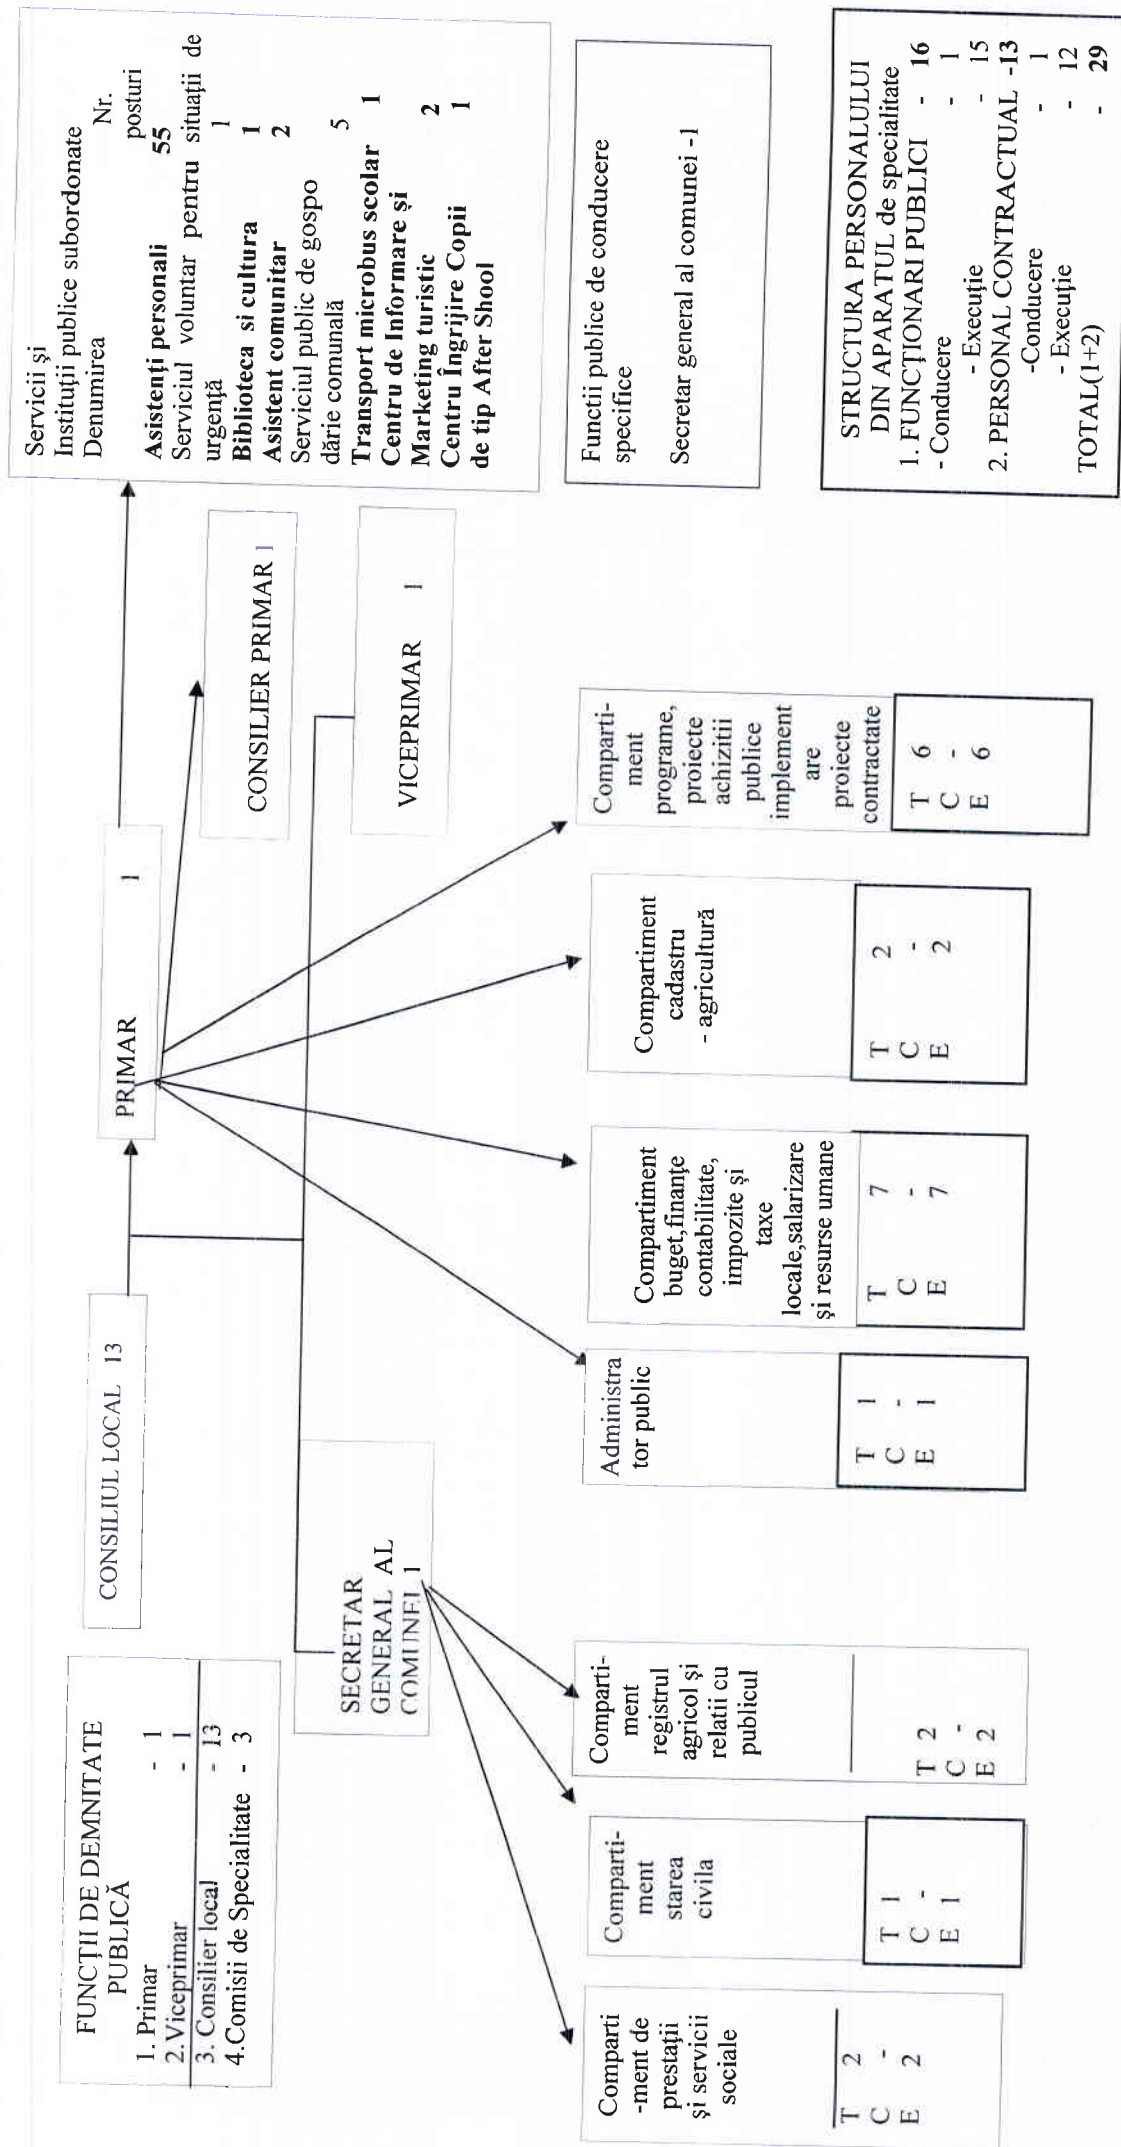 FUNCȚII DE DEMNITATE
PUBLICĂ
1. Primar - 1
2. Viceprimar - 1
3. Consilier local - 13
4.Comisii de Specialitate - 3
CONSILIUL LOCAL 13
PRIMAR 1
Servicii și
Instituții publice subordonate
Denumirea Nr.
posturi
Asistenți personali 55
Serviciul voluntar pentru situații de
urgență 1
Biblioteca si cultura 1
Asistent comunitar 2
Serviciul public de gospo
dărie comunală 5
Transport microbus scolar 1
Centru de Informare și
Marketing turistic 2
Centru Îngrijire Copii 1
de tip After Shool
CONSILIER PRIMAR 1
VICEPRIMAR 1
SECRETAR
GENERAL AL
COMUNEI 1
Functii publice de conducere
specifice
Secretar general al comunei -1
Comparti
-ment de
prestații
și servicii
sociale
T 2
C -
E 2
Comparti-
ment
starea
civila
T 1
C -
E 1
Comparti-
ment
registrul
agricol și
relatii cu
publicul
T 2
C -
E 2
Administra
tor public
T 1
C -
E 1
Compartiment
buget,finanțe
contabilitate,
impozite și
taxe
locale,salarizare
și resurse umane
T 7
C -
E 7
Compartiment
cadastru
- agricultură
T 2
C -
E 2
Comparti-
ment
programe,
proiecte
achizitii
publice
implement
are
proiecte
contractate
T 6
C -
E 6
STRUCTURA PERSONALULUI
DIN APARATUL de specialitate
1. FUNCȚIONARI PUBLICI - 16
- Conducere - 1
- Execuție - 15
2. PERSONAL CONTRACTUAL -13
-Conducere - 1
- Execuție - 12
TOTAL(1+2) - 29